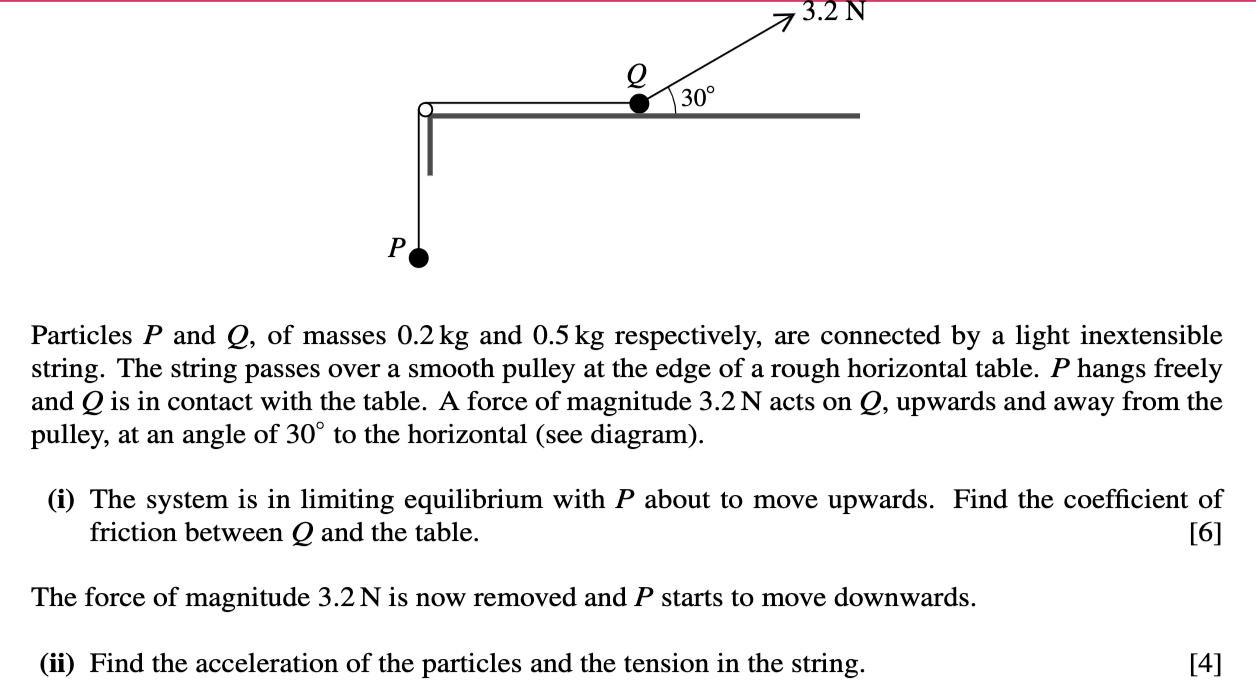 3.2 N
Q
30°
P
Particles P and Q, of masses 0.2 kg and 0.5 kg respectively, are connected by a light inextensible
string. The string passes over a smooth pulley at the edge of a rough horizontal table. P hangs freely
and Q is in contact with the table. A force of magnitude 3.2 N acts on Q, upwards and away from the
pulley, at an angle of 30° to the horizontal (see diagram).
(i) The system is in limiting equilibrium with P about to move upwards. Find the coefficient of
friction between Q and the table. [6]
The force of magnitude 3.2 N is now removed and P starts to move downwards.
(ii) Find the acceleration of the particles and the tension in the string. [4]